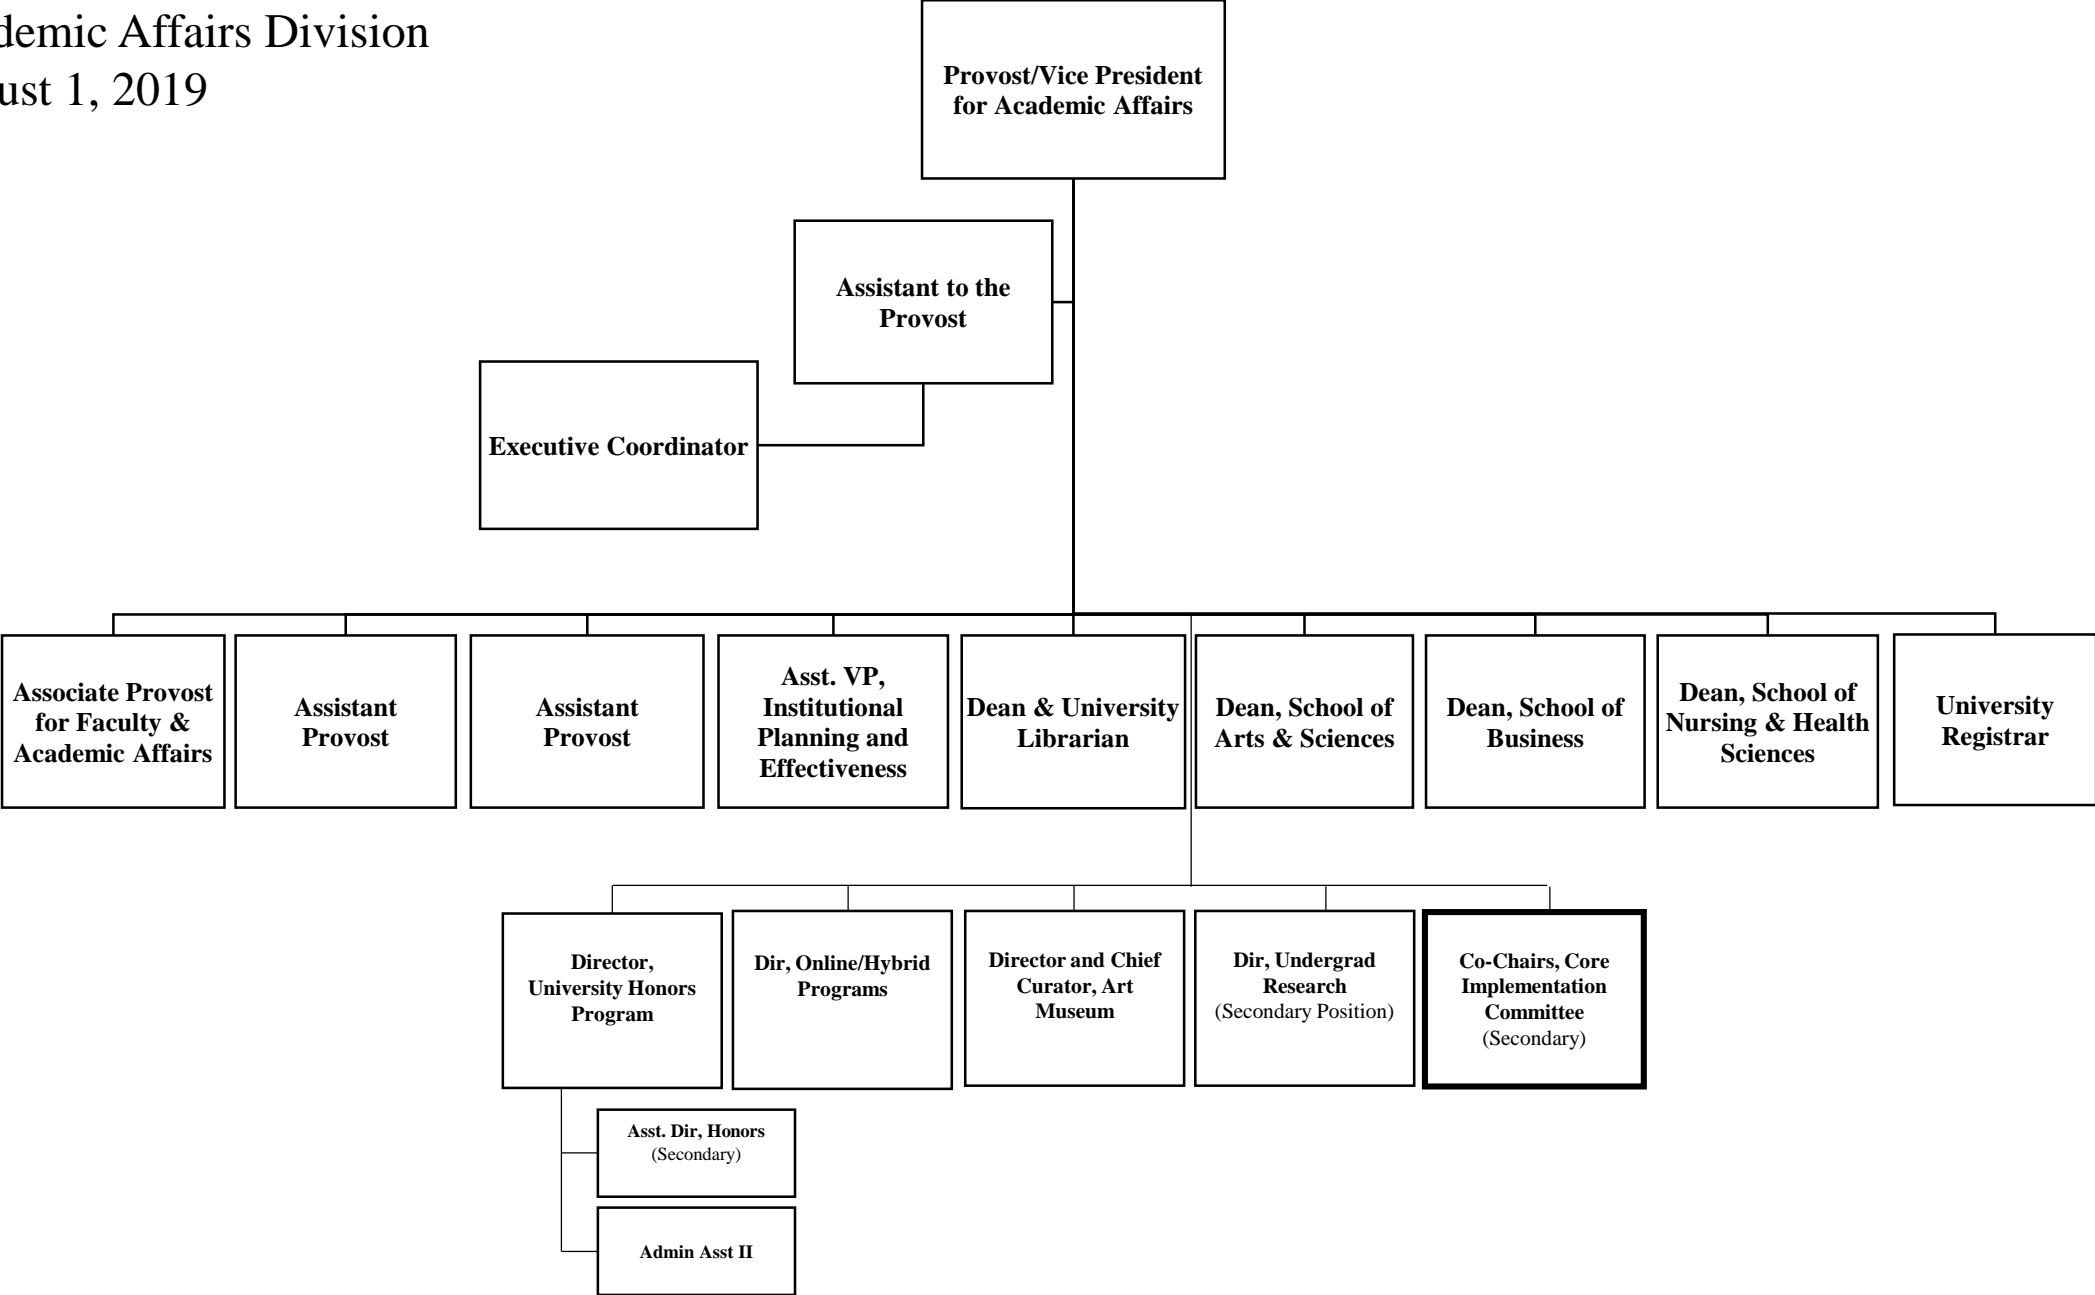 demic Affairs Division
ust 1, 2019
Provost/Vice President
for Academic Affairs
Assistant to the
Provost
Executive Coordinator
Associate Provost
for Faculty &
Academic Affairs
Assistant
Provost
Assistant
Provost
Asst. VP,
Institutional
Planning and
Effectiveness
Dean & University
Librarian
Dean, School of
Arts & Sciences
Dean, School of
Business
Dean, School of
Nursing & Health
Sciences
University
Registrar
Director,
University Honors
Program
Dir, Online/Hybrid
Programs
Director and Chief
Curator, Art
Museum
Dir, Undergrad
Research
(Secondary Position)
Co-Chairs, Core
Implementation
Committee
(Secondary)
Asst. Dir, Honors
(Secondary)
Admin Asst II